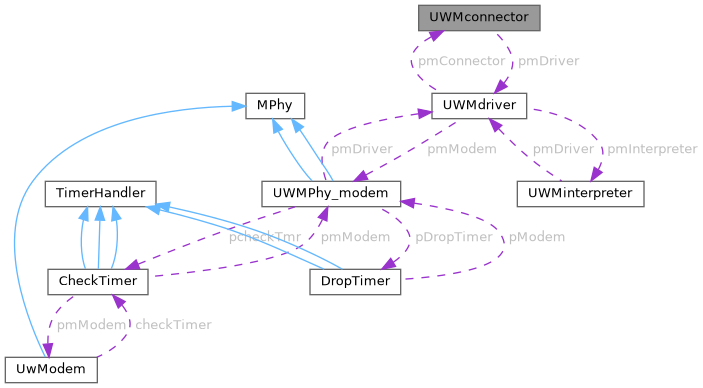 UWMconnector
pmConnector
pmDriver
MPhy
UWMdriver
pmDriver
pmModem
pmDriver
pmInterpreter
TimerHandler
UWMPhy_modem
UWMinterpreter
pcheckTmr
pmModem
pDropTimer
pModem
CheckTimer
DropTimer
pmModem
checkTimer
UwModem